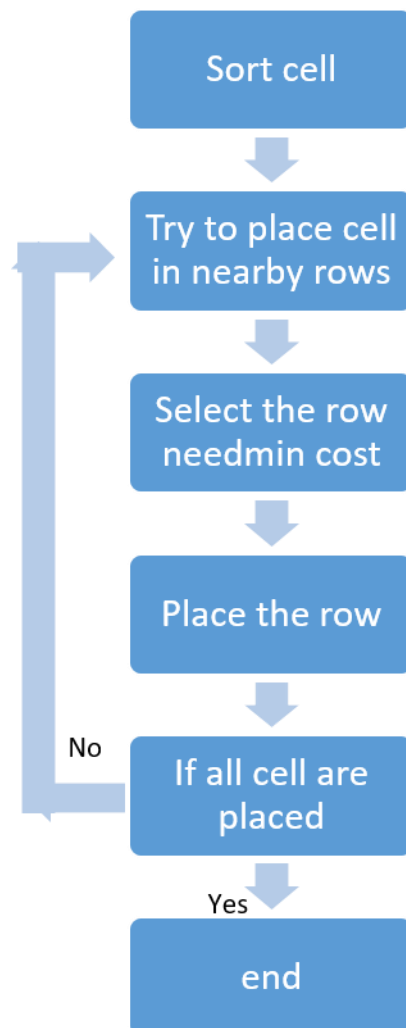 Sort cell
Try to place cell
in nearby rows
Select the row
needmin cost
Place the row
No
If all cell are
placed
Yes
end